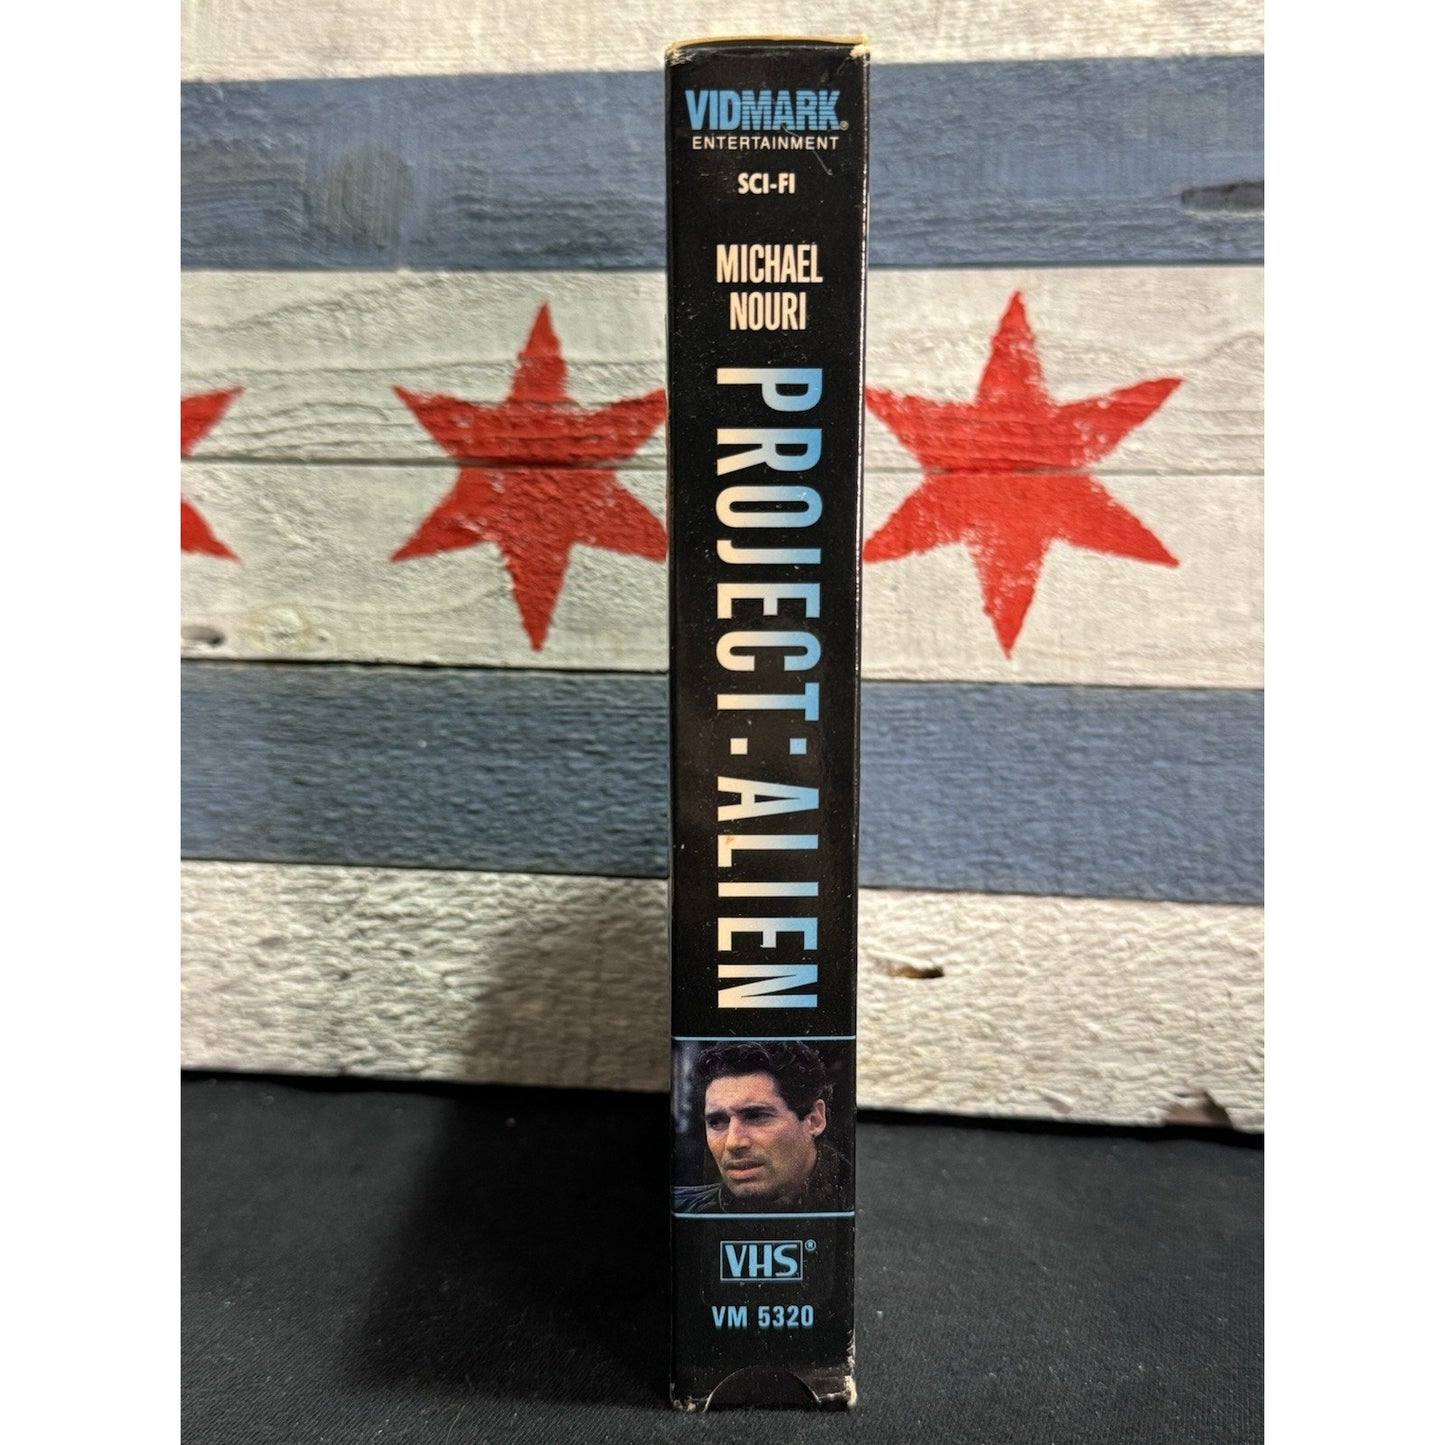 VIDMARK®
ENTERTAINMENT
SCI-FI
MICHAEL
NOURI
PROJECT: ALIEN
VHS®
VM 5320